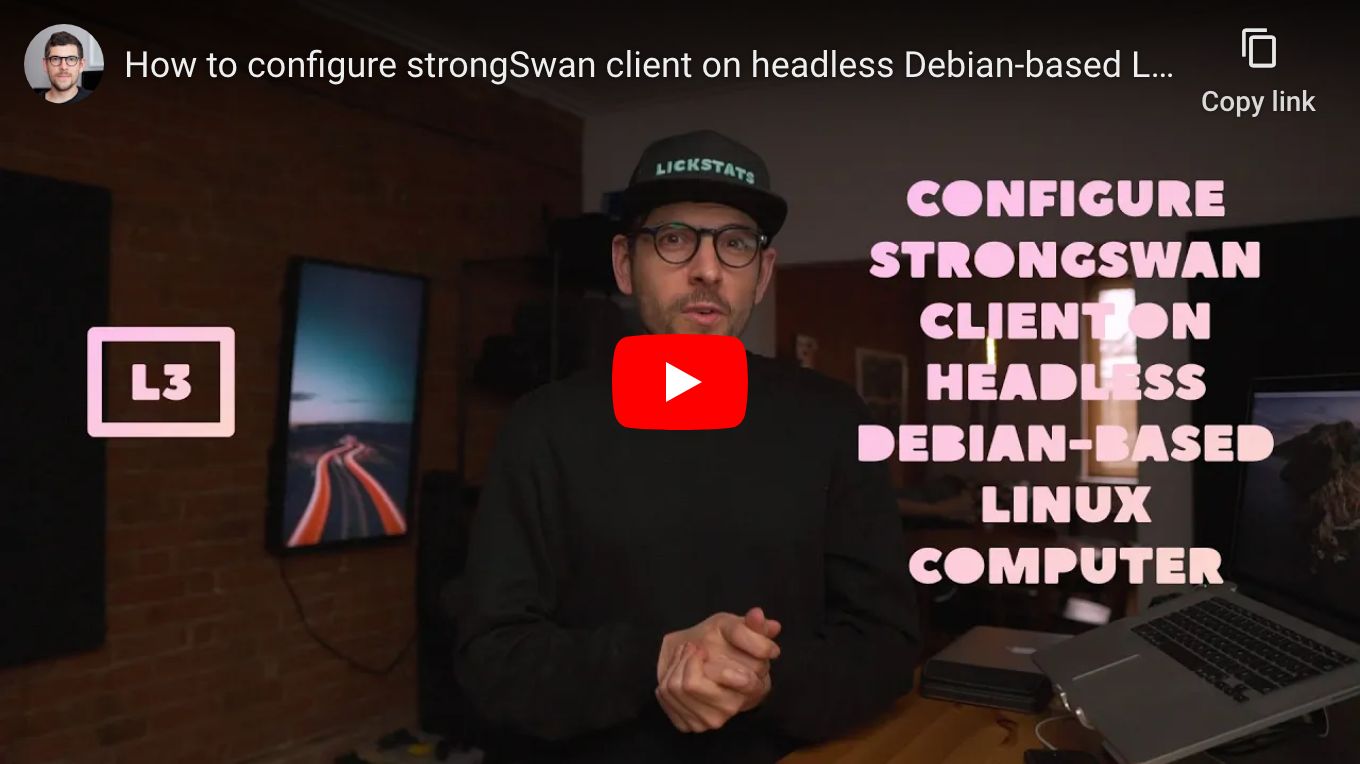 How to configure strongSwan client on headless Debian-based L…
Copy link
LICKSTATS
L3
CONFIGURE
STRONGSWAN
CLIENT ON
HEADLESS
DEBIAN-BASED
LINUX
COMPUTER